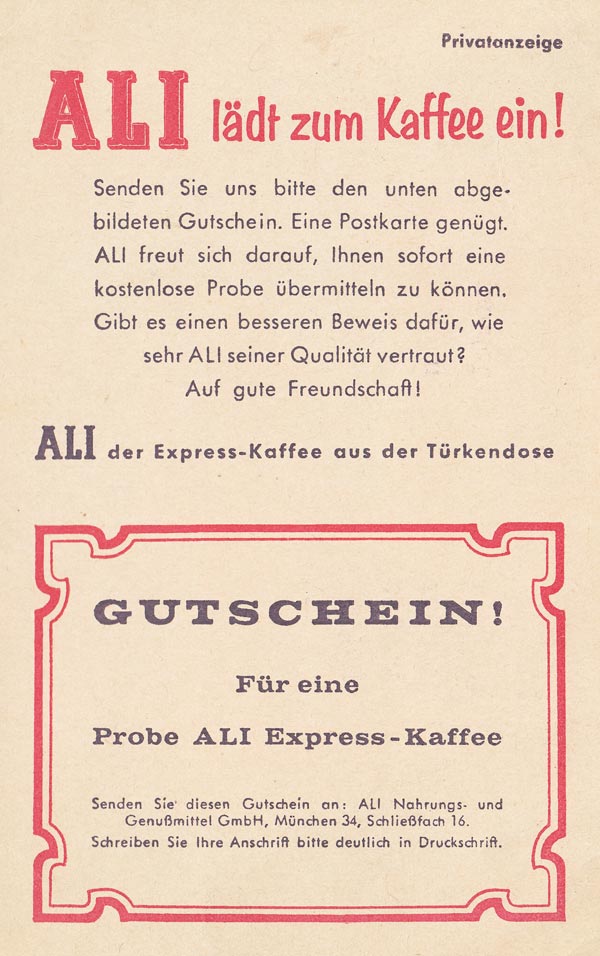 Privatanzeige
ALI lädt zum Kaffee ein!
Senden Sie uns bitte den unten abge-
bildeten Gutschein. Eine Postkarte genügt.
ALI freut sich darauf, Ihnen sofort eine
kostenlose Probe übermitteln zu können.
Gibt es einen besseren Beweis dafür, wie
sehr ALI seiner Qualität vertraut?
Auf gute Freundschaft!
ALI der Express-Kaffee aus der Türkendose
GUTSCHEIN!
Für eine
Probe ALI Express-Kaffee
Senden Sie diesen Gutschein an: ALI Nahrungs- und
Genußmittel GmbH, München 34, Schließfach 16.
Schreiben Sie Ihre Anschrift bitte deutlich in Druckschrift.